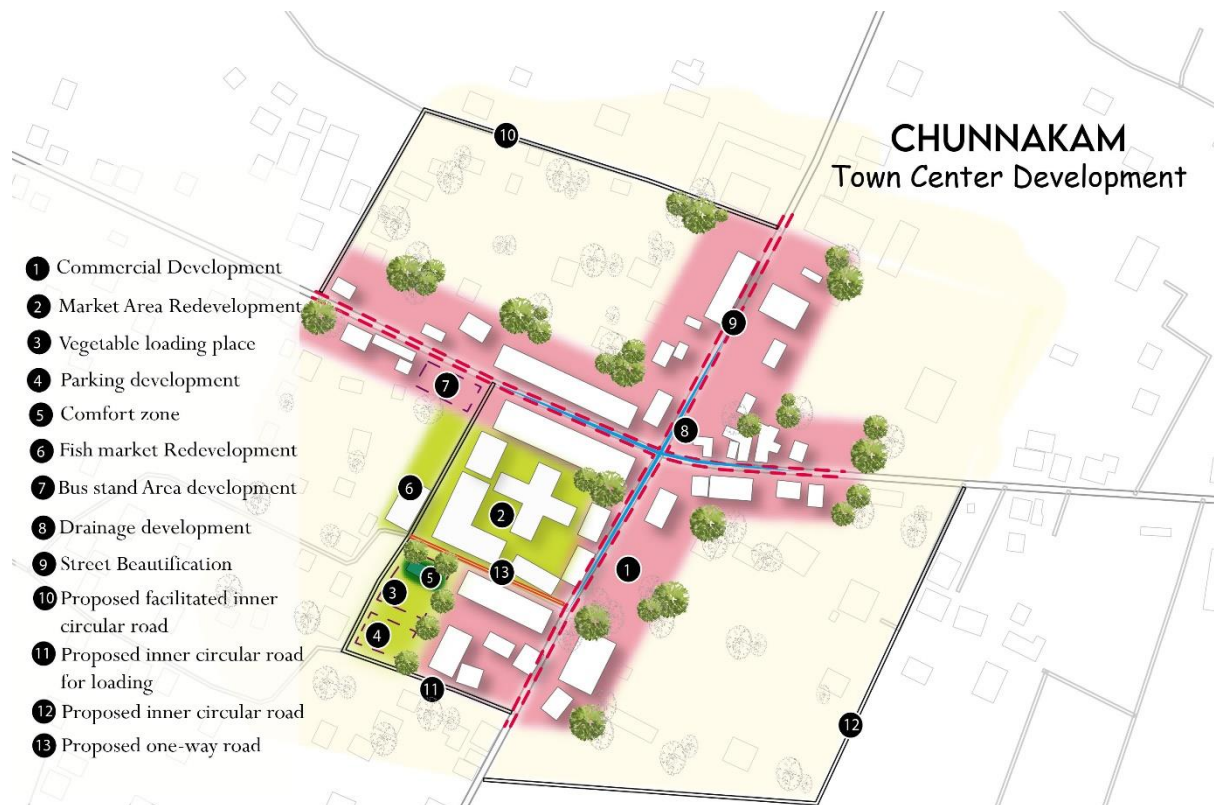 CHUNNAKAM
Town Center Development
1 Commercial Development
2 Market Area Redevelopment
3 Vegetable loading place
4 Parking development
5 Comfort zone
6 Fish market Redevelopment
7 Bus stand Area development
8 Drainage development
9 Street Beautification
10 Proposed facilitated inner
circular road
11 Proposed inner circular road
for loading
12 Proposed inner circular road
13 Proposed one-way road
10
9
7
8
6
2
13
5
1
3
4
11
12